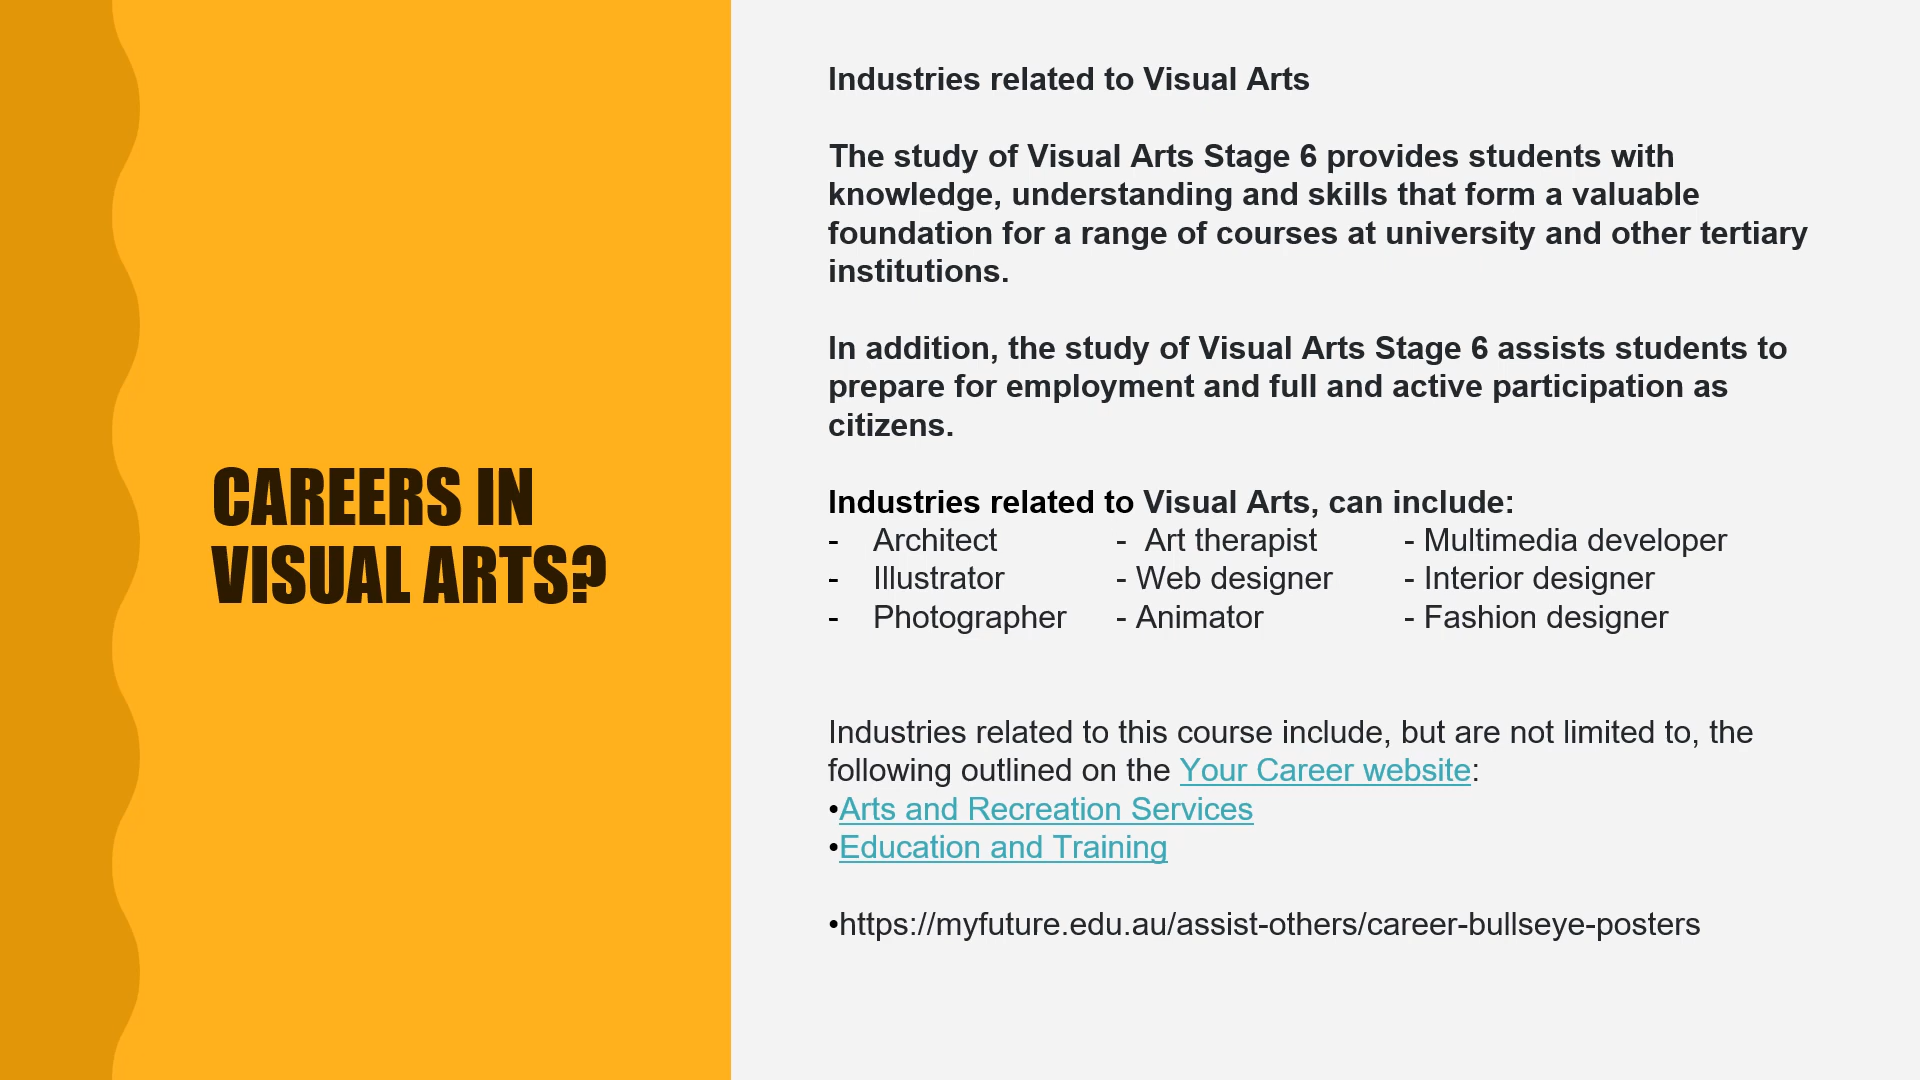 CAREERS IN
VISUAL ARTS?
Industries related to Visual Arts
The study of Visual Arts Stage 6 provides students with
knowledge, understanding and skills that form a valuable
foundation for a range of courses at university and other tertiary
institutions.
In addition, the study of Visual Arts Stage 6 assists students to
prepare for employment and full and active participation as
citizens.
Industries related to Visual Arts, can include:
- Architect - Art therapist - Multimedia developer
- Illustrator - Web designer - Interior designer
- Photographer - Animator - Fashion designer
Industries related to this course include, but are not limited to, the
following outlined on the Your Career website:
•Arts and Recreation Services
•Education and Training
•https://myfuture.edu.au/assist-others/career-bullseye-posters